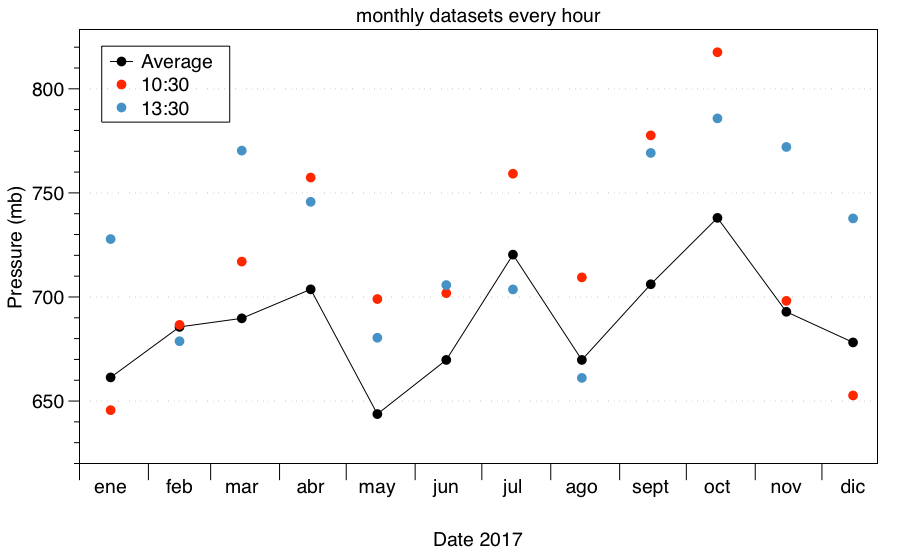 monthly datasets every hour
Average
10:30
13:30
Pressure (mb)
800
750
700
650
ene feb mar abr may jun jul ago sept oct nov dic
Date 2017